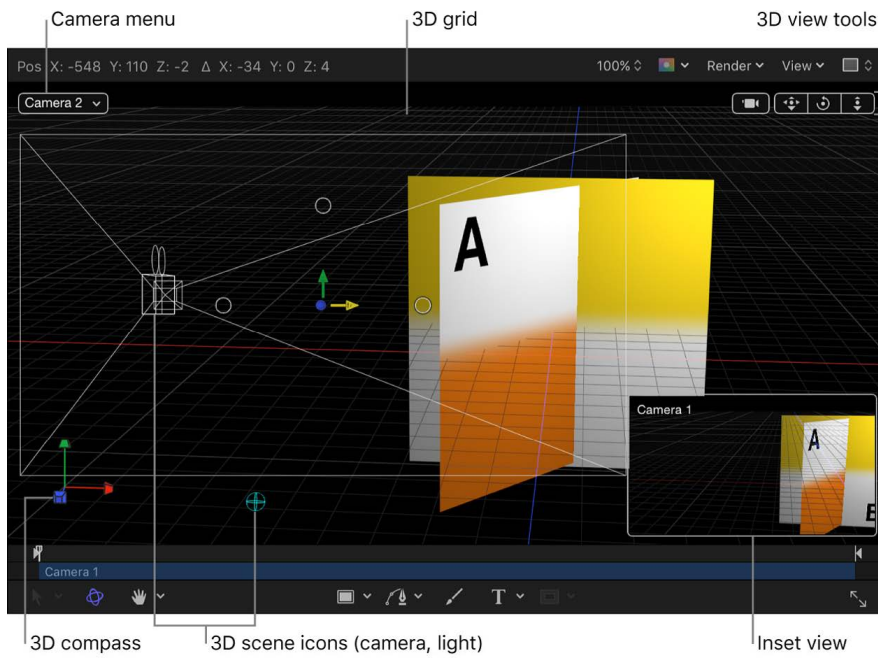 Camera menu
3D grid
3D view tools
Pos X: -548 Y: 110 Z: -2 Δ X: -34 Y: 0 Z: 4
100%
Render
View
Camera 2
A
Camera 1
A
E
Camera 1
T
3D compass
3D scene icons (camera, light)
Inset view